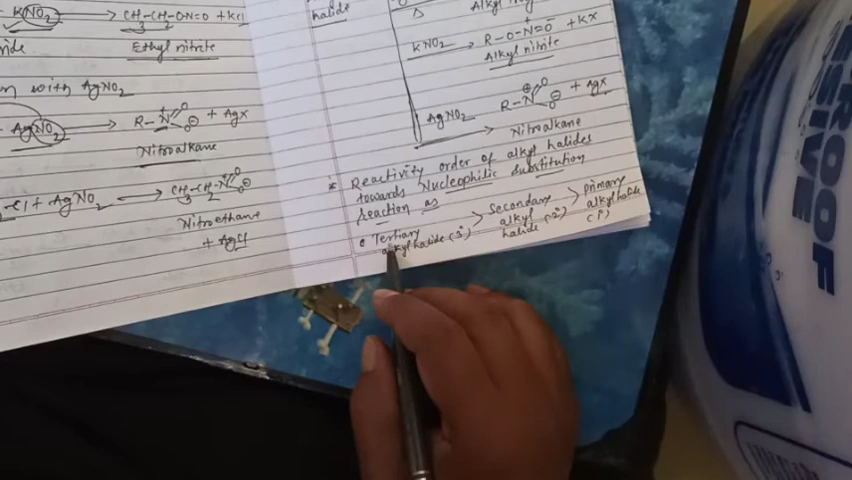 KNO2 → CH3-CH2-O-N=O + KCl
Ethyl nitrite
with AgNO2
AgNO2 → R-N + AgX
Nitroalkane
Cl + AgNO2 → CH3-CH2-N
Nitroethane
+ AgCl
halide
Δ
KNO2 → R-O-N=O + KX
Alkyl nitrite
AgNO2 → R-N + AgX
Nitroalkane
* Reactivity order of alkyl halides
towards Nucleophilic substitution
reaction as
Tertiary alkyl halide (3°) > Secondary alkyl halide (2°) > Primary alkyl halide (1°)